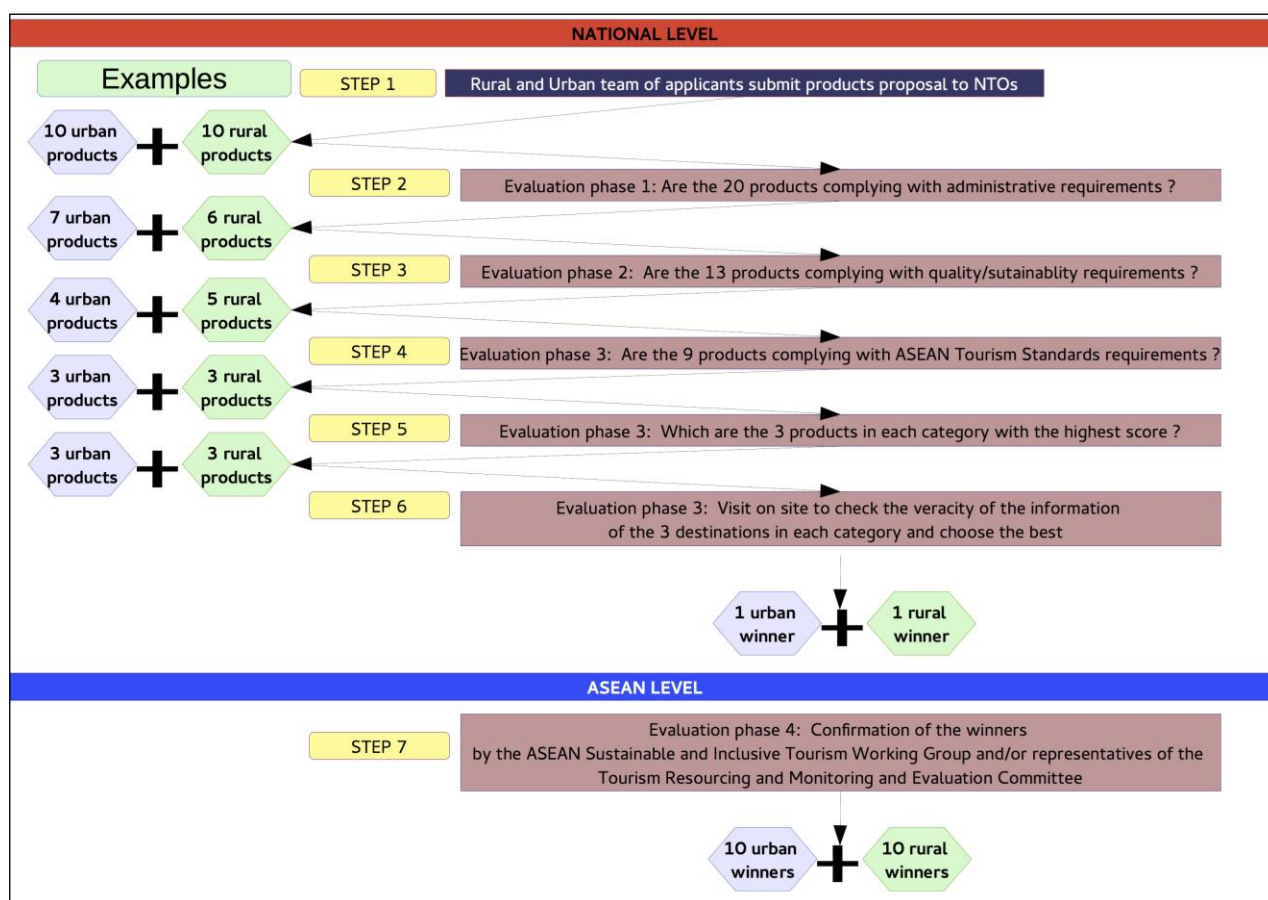 NATIONAL LEVEL
Examples
STEP 1
Rural and Urban team of applicants submit products proposal to NTOs
10 urban
products
10 rural
products
STEP 2
Evaluation phase 1: Are the 20 products complying with administrative requirements ?
7 urban
products
6 rural
products
STEP 3
Evaluation phase 2: Are the 13 products complying with quality/sutainablity requirements ?
4 urban
products
5 rural
products
STEP 4
Evaluation phase 3: Are the 9 products complying with ASEAN Tourism Standards requirements ?
3 urban
products
3 rural
products
STEP 5
Evaluation phase 3: Which are the 3 products in each category with the highest score ?
3 urban
products
3 rural
products
STEP 6
Evaluation phase 3: Visit on site to check the veracity of the information
of the 3 destinations in each category and choose the best
1 urban
winner
1 rural
winner
ASEAN LEVEL
STEP 7
Evaluation phase 4: Confirmation of the winners
by the ASEAN Sustainable and Inclusive Tourism Working Group and/or representatives of the
Tourism Resourcing and Monitoring and Evaluation Committee
10 urban
winners
10 rural
winners